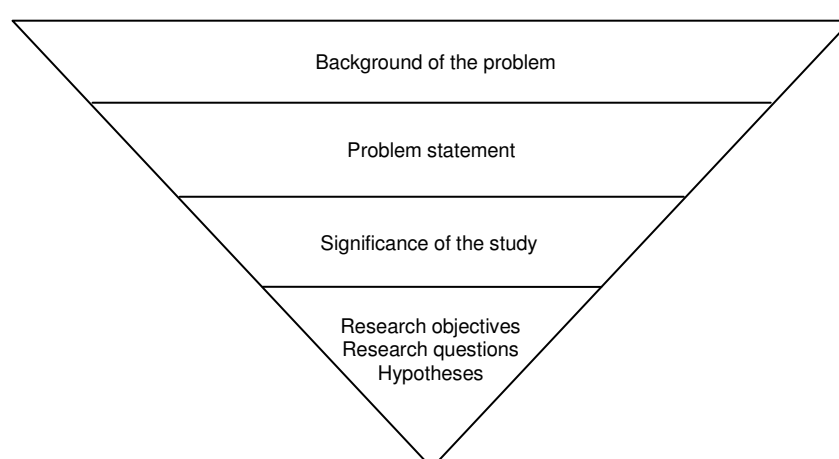 Background of the problem
Problem statement
Significance of the study
Research objectives
Research questions
Hypotheses